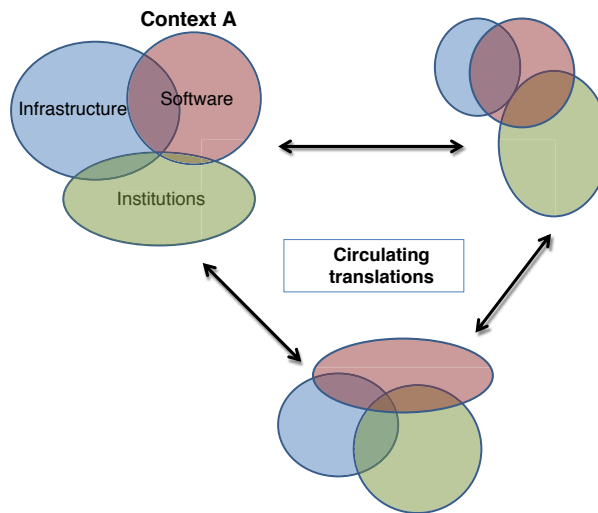 Context A
Infrastructure
Software
Institutions
Circulating
translations